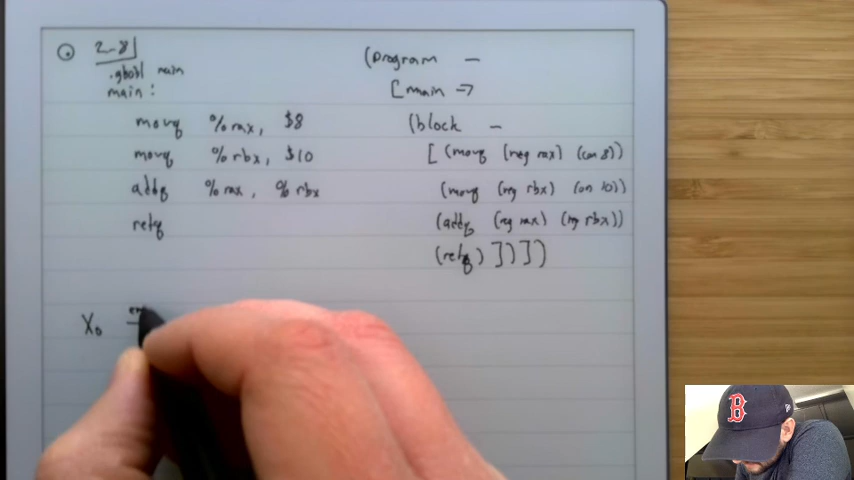 2-8
.globl main
main:
movq %rax, $8
movq %rbx, $10
addq %rax, %rbx
retq
(program —
[main ->
(block —
[(movq (reg rax) (con 8))
(movq (reg rbx) (con 10))
(addq (reg rax) (reg rbx))
(retq)])])
X0
B